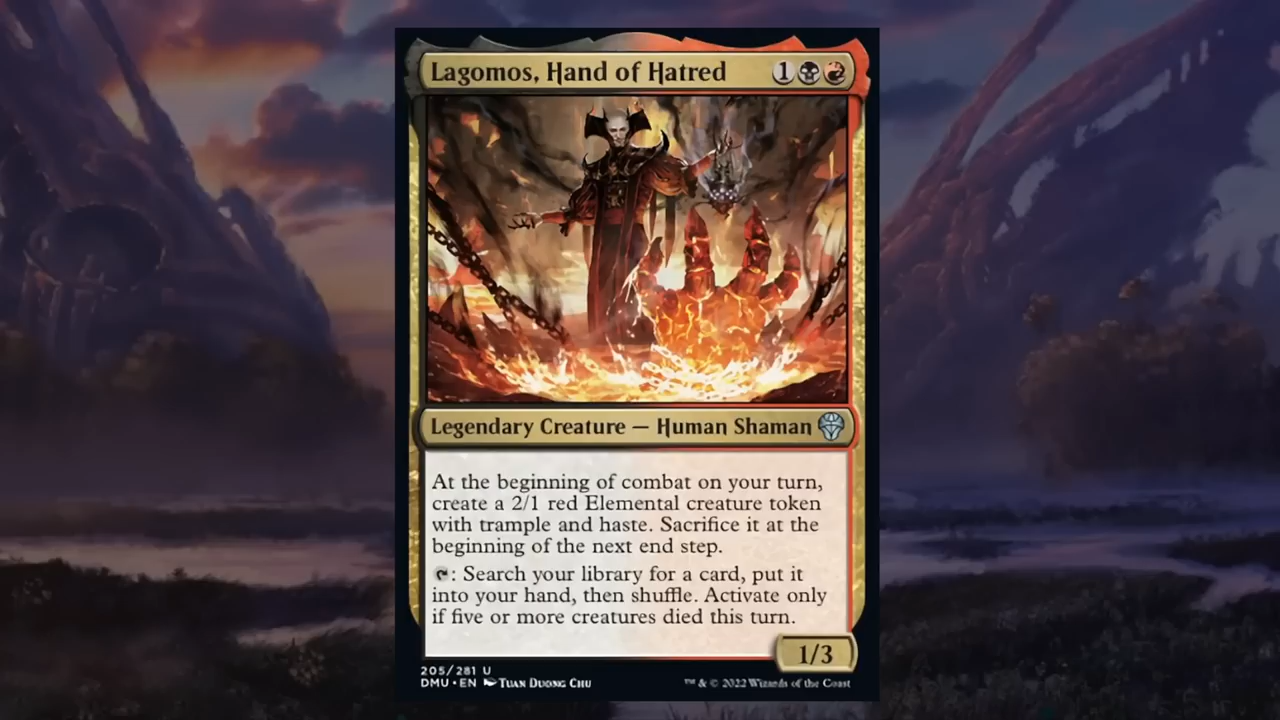 Lagomos, Hand of Hatred 1
Legendary Creature — Human Shaman
At the beginning of combat on your turn,
create a 2/1 red Elemental creature token
with trample and haste. Sacrifice it at the
beginning of the next end step.
: Search your library for a card, put it
into your hand, then shuffle. Activate only
if five or more creatures died this turn.
1/3
205/281 U
DMU • EN Tuan Duong Chu
™ & © 2022 Wizards of the Coast